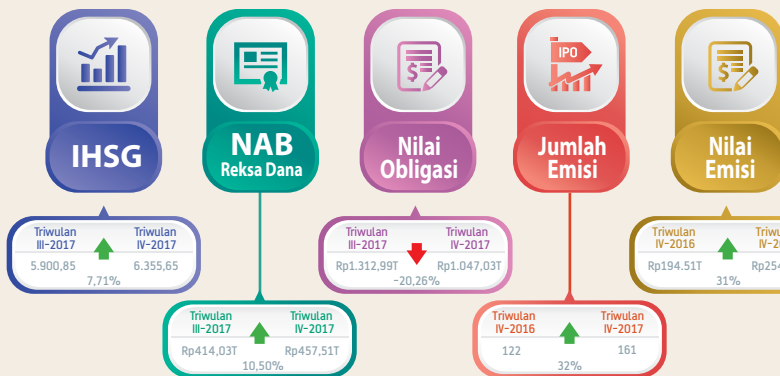 IPO
IHSG
NAB
Reksa Dana
Nilai
Obligasi
Jumlah
Emisi
Nilai
Emisi
Triwulan
III-2017
Triwulan
IV-2017
5.900,85
6.355,65
7,71%
Triwulan
III-2017
Triwulan
IV-2017
Rp414,03T
Rp457,51T
10,50%
Triwulan
III-2017
Triwulan
IV-2017
Rp1.312,99T
Rp1.047,03T
-20,26%
Triwulan
IV-2016
Triwulan
IV-2017
122
161
32%
Triwulan
IV-2016
Rp194.51T
31%